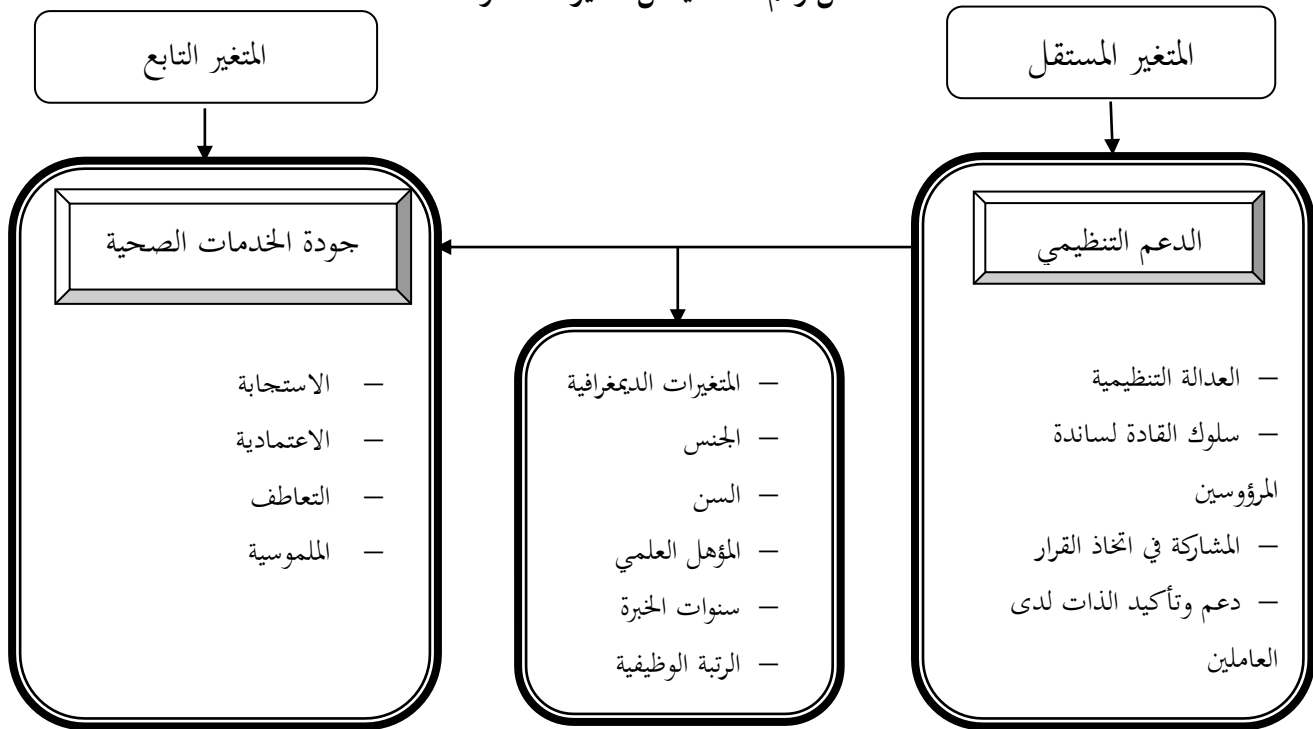 المتغير المستقل
المتغير التابع
الدعم التنظيمي
– العدالة التنظيمية
– سلوك القادة لساندة
المرؤوسين
– المشاركة في اتخاذ القرار
– دعم وتأكيد الذات لدى
العاملين
– المتغيرات الديمغرافية
– الجنس
– السن
– المؤهل العلمي
– سنوات الخبرة
– الرتبة الوظيفية
جودة الخدمات الصحية
– الاستجابة
– الاعتمادية
– التعاطف
– الملموسية